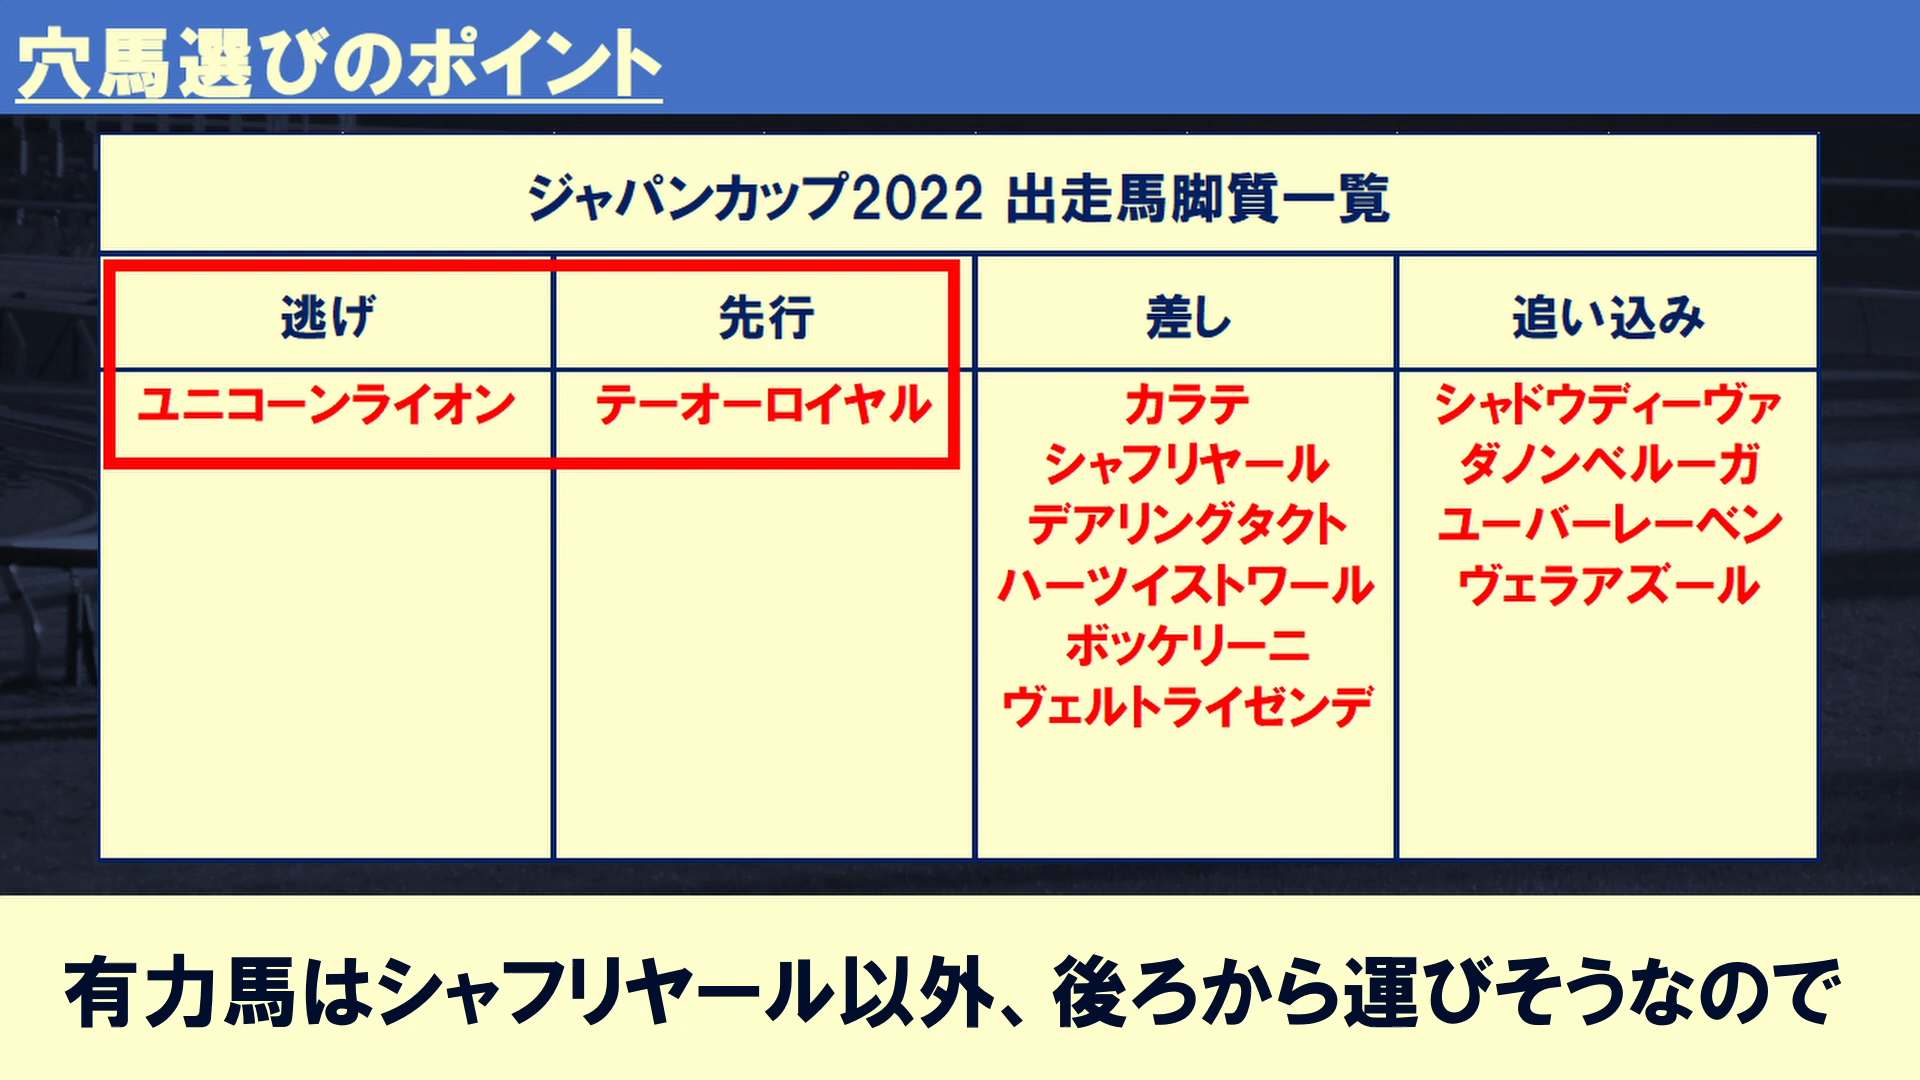 穴馬選びのポイント
ジャパンカップ2022 出走馬脚質一覧
逃げ 先行 差し 追い込み
ユニコーンライオン テーオーロイヤル カラテ シャドウディーヴァ
シャフリヤール ダノンベルーガ
デアリングタクト ユーバーレーベン
ハーツイストワール ヴェラアズール
ボッケリーニ
ヴェルトライゼンデ
有力馬はシャフリヤール以外、後ろから運びそうなので